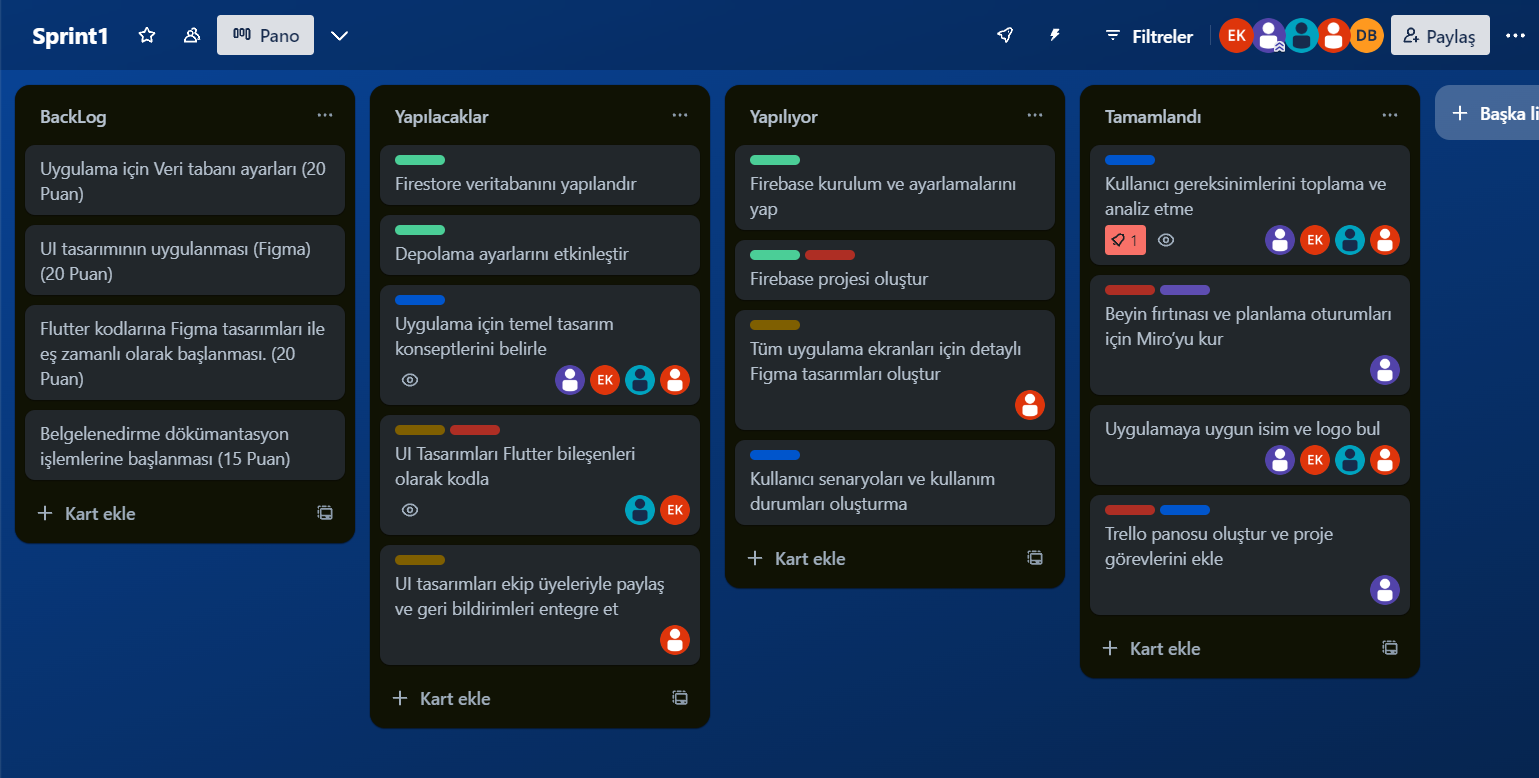 Sprint1
Pano
Filtreler
EK
DB
Paylaş
BackLog
Uygulama için Veri tabanı ayarları (20
Puan)
UI tasarımının uygulanması (Figma)
(20 Puan)
Flutter kodlarına Figma tasarımları ile
eş zamanlı olarak başlanması. (20
Puan)
Belgelenedirme dökümantasyon
işlemlerine başlanması (15 Puan)
Kart ekle
Yapılacaklar
Firestore veritabanını yapılandır
Depolama ayarlarını etkinleştir
Uygulama için temel tasarım
konseptlerini belirle
EK
UI Tasarımları Flutter bileşenleri
olarak kodla
EK
UI tasarımları ekip üyeleriyle paylaş
ve geri bildirimleri entegre et
Kart ekle
Yapılıyor
Firebase kurulum ve ayarlamalarını
yap
Firebase projesi oluştur
Tüm uygulama ekranları için detaylı
Figma tasarımları oluştur
Kullanıcı senaryoları ve kullanım
durumları oluşturma
Kart ekle
Tamamlandı
Kullanıcı gereksinimlerini toplama ve
analiz etme
1
EK
Beyin fırtınası ve planlama oturumları
için Miro’yu kur
Uygulamaya uygun isim ve logo bul
EK
Trello panosu oluştur ve proje
görevlerini ekle
Kart ekle
Başka li